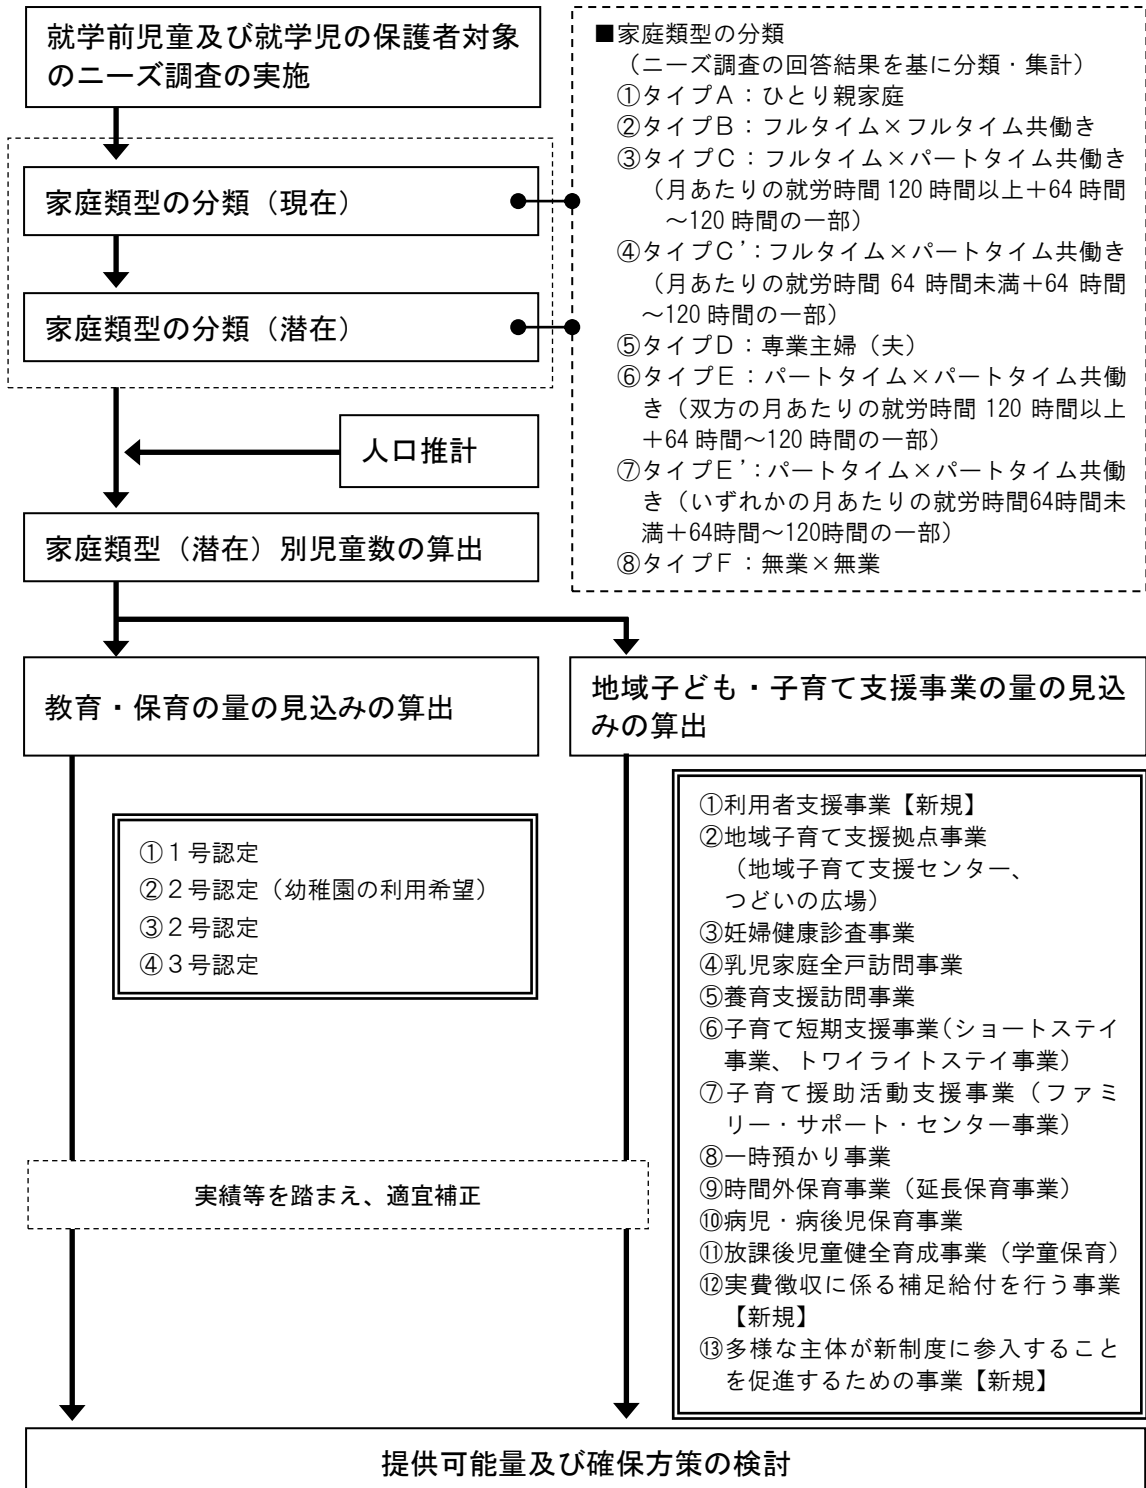 就学前児童及び就学児の保護者対象
のニーズ調査の実施
家庭類型の分類（現在）
家庭類型の分類（潜在）
人口推計
家庭類型（潜在）別児童数の算出
■家庭類型の分類
（ニーズ調査の回答結果を基に分類・集計）
①タイプＡ：ひとり親家庭
②タイプＢ：フルタイム×フルタイム共働き
③タイプＣ：フルタイム×パートタイム共働き
（月あたりの就労時間 120 時間以上＋64 時間
～120 時間の一部）
④タイプＣ’：フルタイム×パートタイム共働き
（月あたりの就労時間 64 時間未満＋64 時間
～120 時間の一部）
⑤タイプＤ：専業主婦（夫）
⑥タイプＥ：パートタイム×パートタイム共働
き（双方の月あたりの就労時間 120 時間以上
＋64 時間～120 時間の一部）
⑦タイプＥ’：パートタイム×パートタイム共働
き（いずれかの月あたりの就労時間64時間未
満＋64時間～120時間の一部）
⑧タイプＦ：無業×無業
教育・保育の量の見込みの算出
地域子ども・子育て支援事業の量の見込
みの算出
①１号認定
②２号認定（幼稚園の利用希望）
③２号認定
④３号認定
①利用者支援事業【新規】
②地域子育て支援拠点事業
（地域子育て支援センター、
つどいの広場）
③妊婦健康診査事業
④乳児家庭全戸訪問事業
⑤養育支援訪問事業
⑥子育て短期支援事業（ショートステイ
事業、トワイライトステイ事業）
⑦子育て援助活動支援事業（ファミ
リー・サポート・センター事業）
⑧一時預かり事業
⑨時間外保育事業（延長保育事業）
⑩病児・病後児保育事業
⑪放課後児童健全育成事業（学童保育）
⑫実費徴収に係る補足給付を行う事業
【新規】
⑬多様な主体が新制度に参入すること
を促進するための事業【新規】
実績等を踏まえ、適宜補正
提供可能量及び確保方策の検討